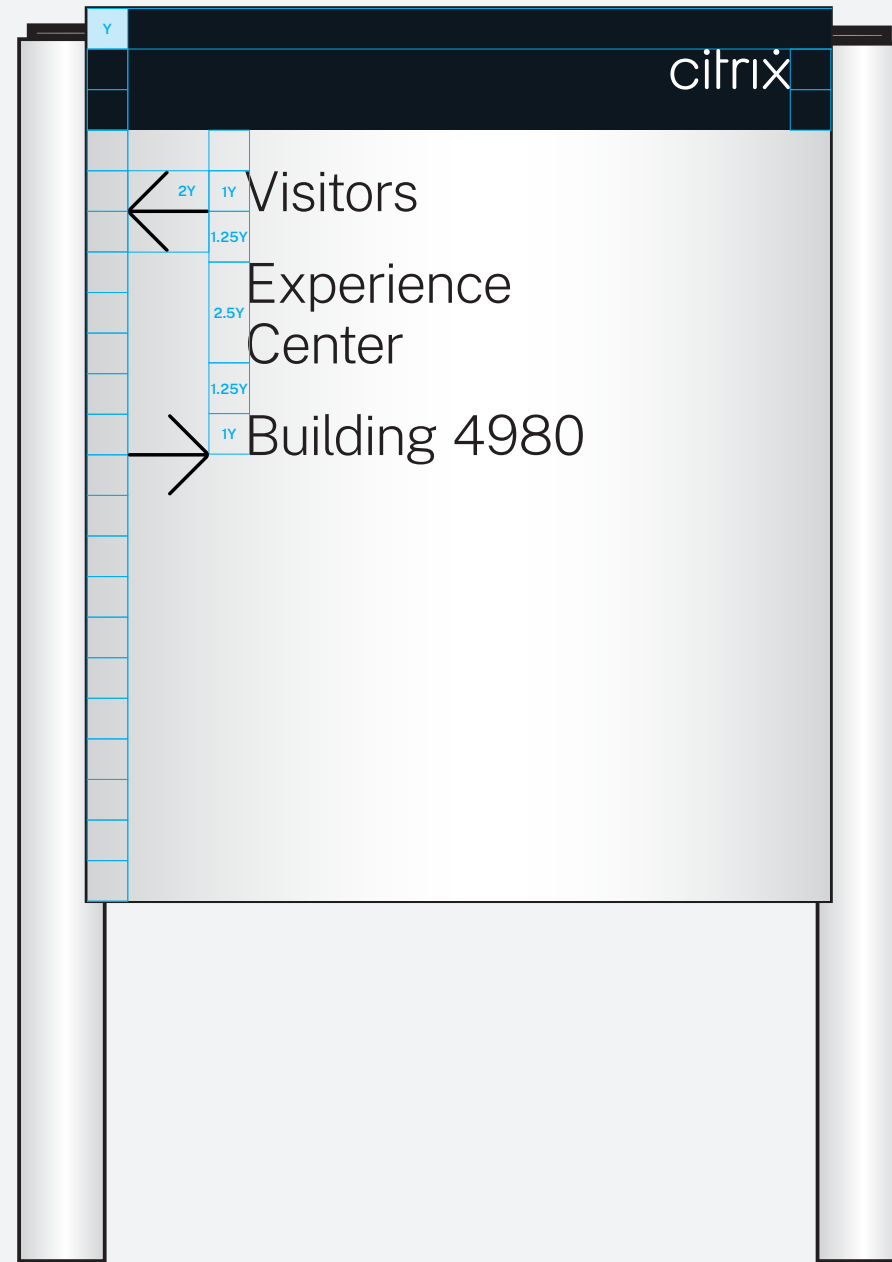 Y
citrix
2Y
1Y
Visitors
1.25Y
Experience
2.5Y
Center
1.25Y
1Y
Building 4980